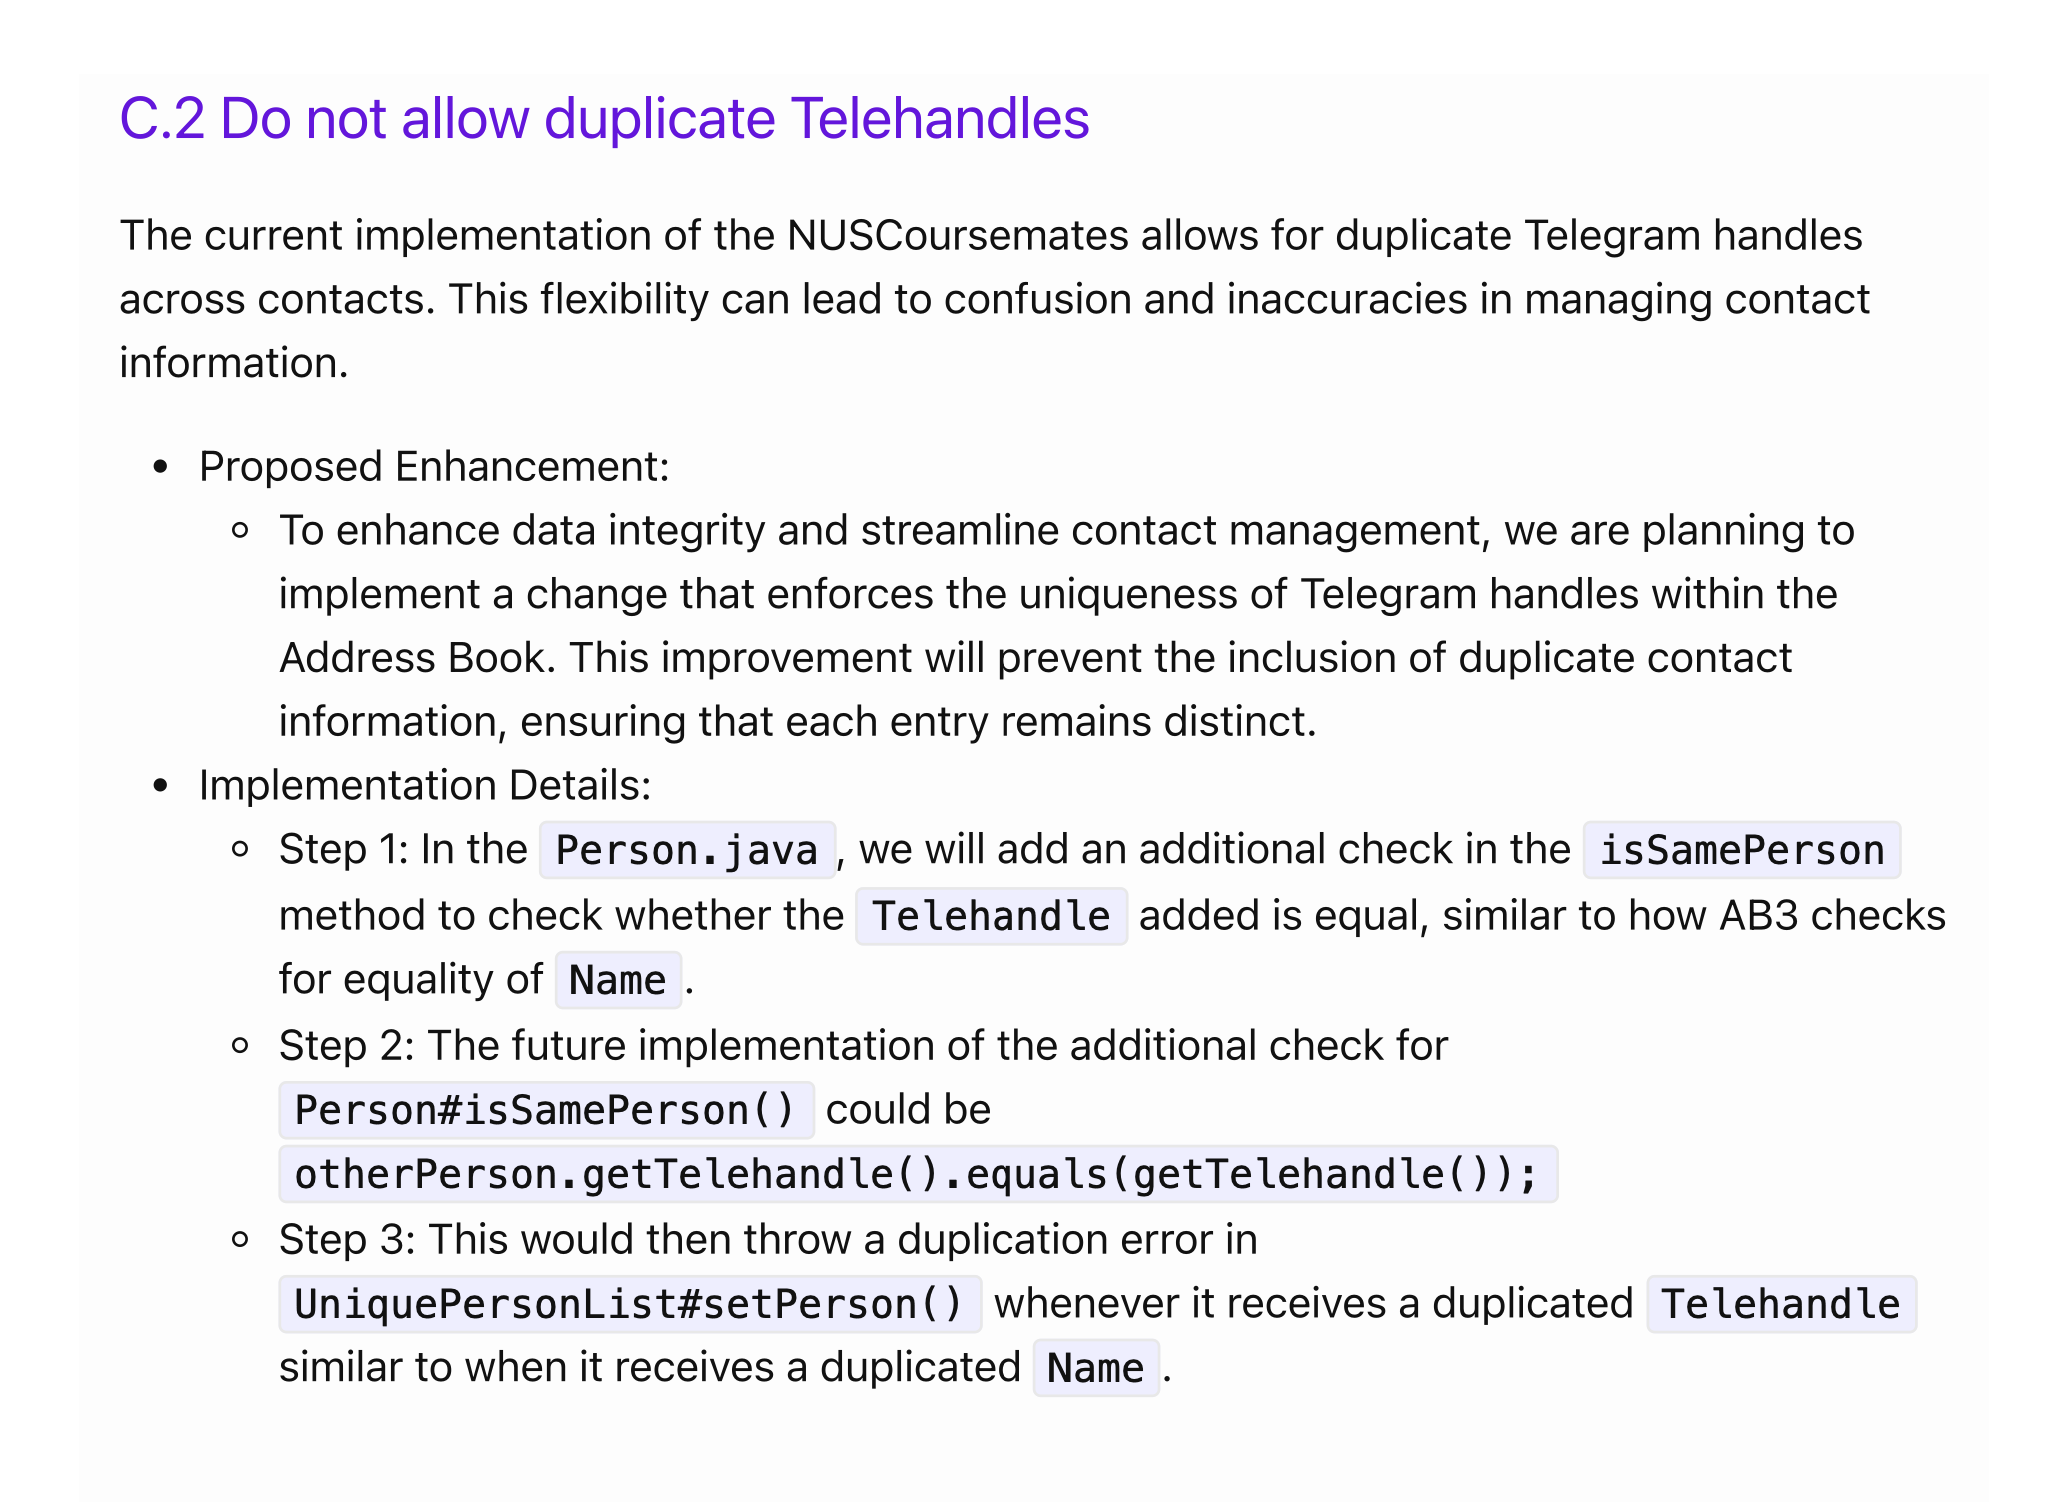 C.2 Do not allow duplicate Telehandles
The current implementation of the NUSCoursemates allows for duplicate Telegram handles
across contacts. This flexibility can lead to confusion and inaccuracies in managing contact
information.
• Proposed Enhancement:
◦ To enhance data integrity and streamline contact management, we are planning to
implement a change that enforces the uniqueness of Telegram handles within the
Address Book. This improvement will prevent the inclusion of duplicate contact
information, ensuring that each entry remains distinct.
• Implementation Details:
◦ Step 1: In the Person.java, we will add an additional check in the isSamePerson
method to check whether the Telehandle added is equal, similar to how AB3 checks
for equality of Name.
◦ Step 2: The future implementation of the additional check for
Person#isSamePerson() could be
otherPerson.getTelehandle().equals(getTelehandle());
◦ Step 3: This would then throw a duplication error in
UniquePersonList#setPerson() whenever it receives a duplicated Telehandle
similar to when it receives a duplicated Name.